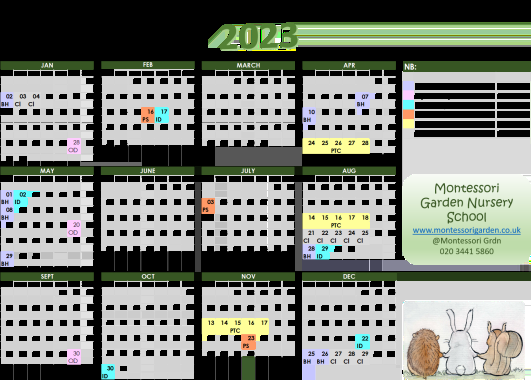 2023
JAN FEB MARCH APR NB:
02 03 04 07
BH CI CI BH
16 17 10
PS ID BH
28 24 25 26 27 28
OD PTC
MAY JUNE JULY AUG
01 02 03
BH ID PS
08 14 15 16 17 18
BH PTC
20 21 22 23 24 25
OD CI CI CI CI CI
29 28 29
BH BH ID
Montessori
Garden Nursery
School
www.montessorigarden.co.uk
@Montessori Grdn
020 3441 5860
SEPT OCT NOV DEC
13 14 15 16 17
PTC
23 22
PS ID
30 25 26 27 28 29
OD BH BH CI CI CI
30
ID